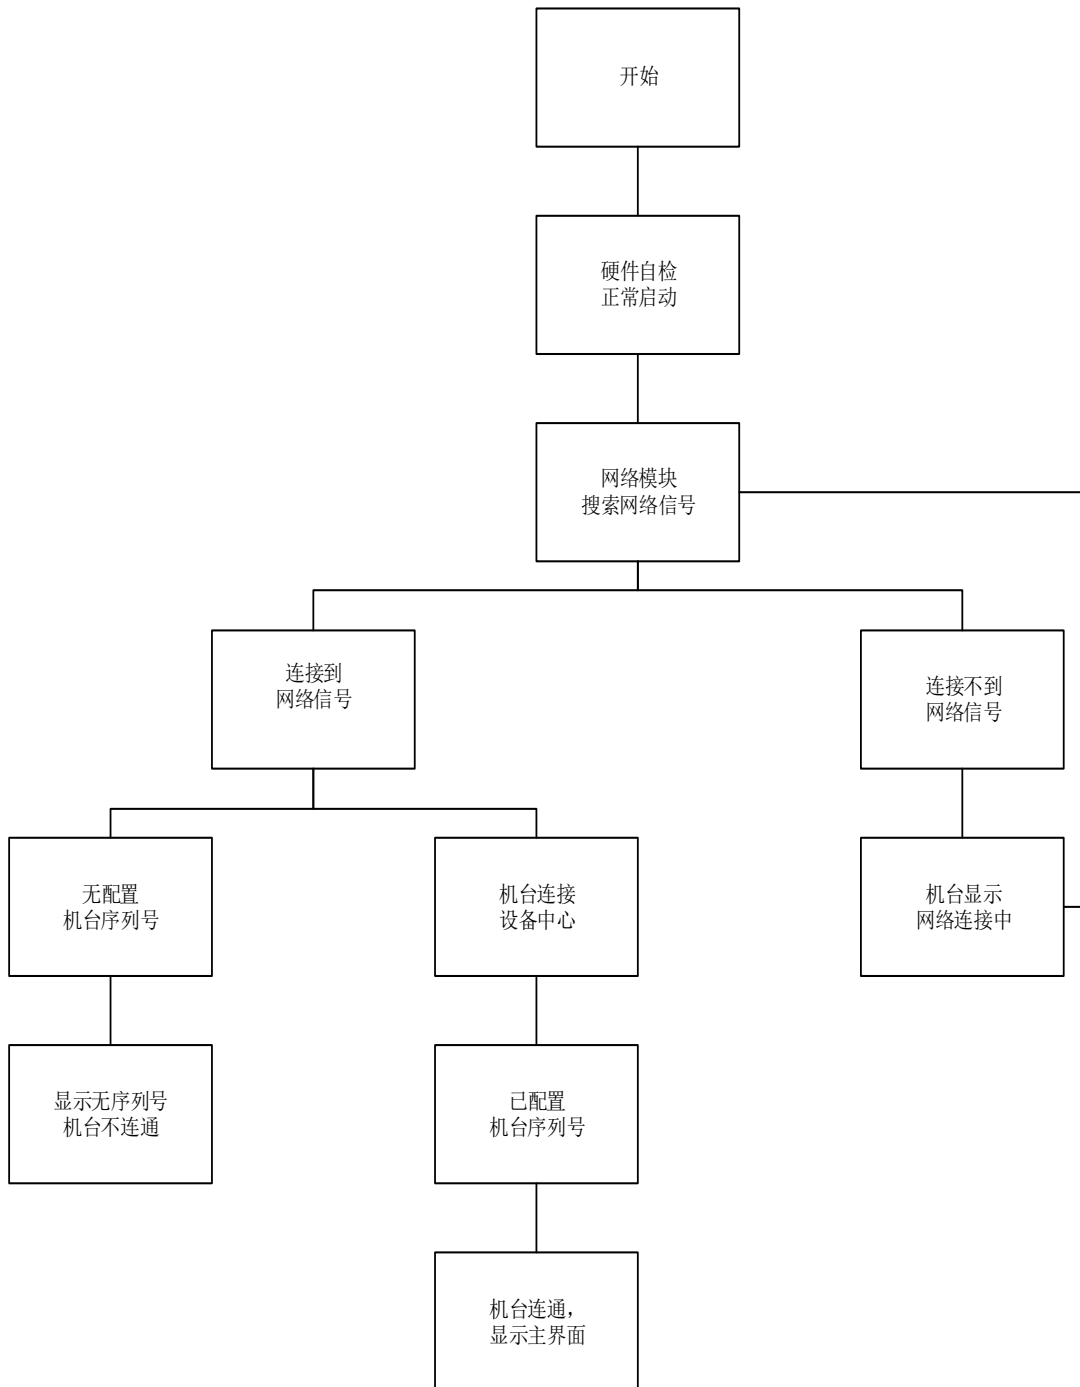 开始
硬件自检
正常启动
网络模块
搜索网络信号
连接到
网络信号
连接不到
网络信号
无配置
机台序列号
机台连接
设备中心
机台显示
网络连接中
显示无序列号
机台不连通
已配置
机台序列号
机台连通，
显示主界面